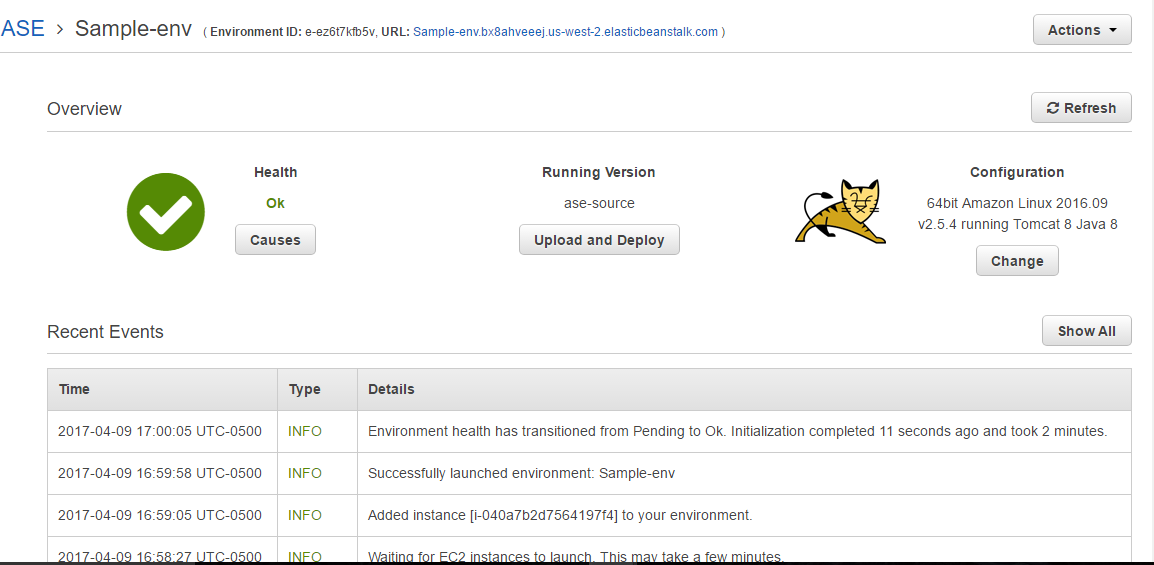 ASE > Sample-env ( Environment ID: e-ez6t7kfb5v, URL: Sample-env.bx8ahveeej.us-west-2.elasticbeanstalk.com )
Actions
Overview
Refresh
Health
Ok
Causes
Running Version
ase-source
Upload and Deploy
Configuration
64bit Amazon Linux 2016.09
v2.5.4 running Tomcat 8 Java 8
Change
Recent Events
Show All
Time Type Details
2017-04-09 17:00:05 UTC-0500 INFO Environment health has transitioned from Pending to Ok. Initialization completed 11 seconds ago and took 2 minutes.
2017-04-09 16:59:58 UTC-0500 INFO Successfully launched environment: Sample-env
2017-04-09 16:59:05 UTC-0500 INFO Added instance [i-040a7b2d7564197f4] to your environment.
2017-04-09 16:58:27 UTC-0500 INFO Waiting for EC2 instances to launch. This may take a few minutes.